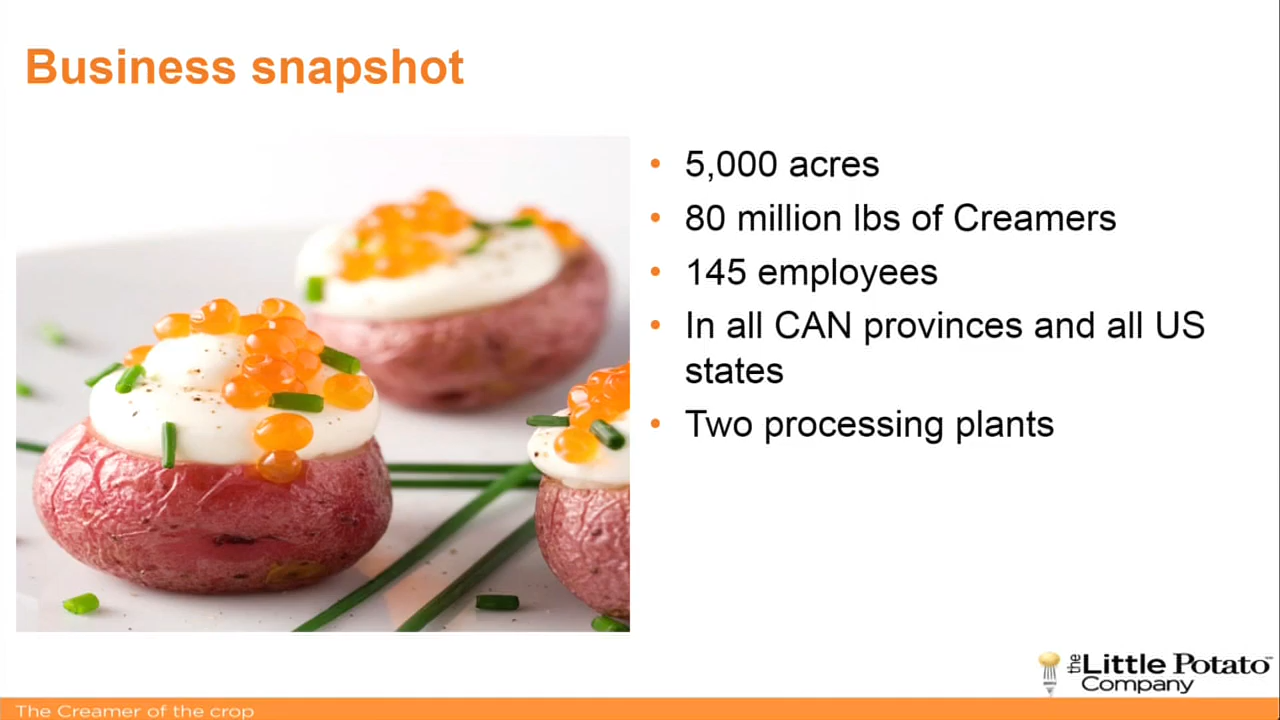 Business snapshot
• 5,000 acres
• 80 million lbs of Creamers
• 145 employees
• In all CAN provinces and all US
states
• Two processing plants
the Little Potato™
Company
The Creamer of the crop